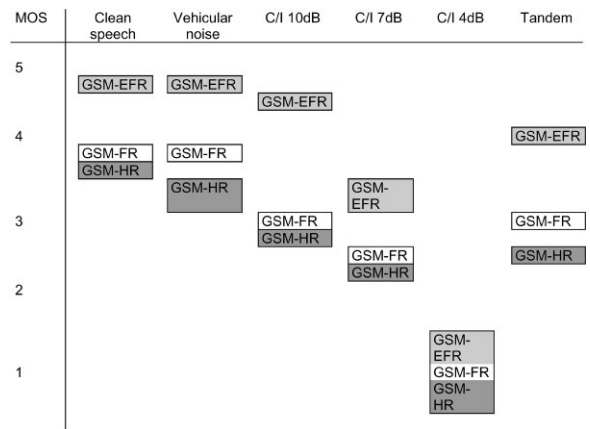 MOS Clean speech Vehicular noise C/I 10dB C/I 7dB C/I 4dB Tandem
5
GSM-EFR GSM-EFR
GSM-EFR
4 GSM-EFR
GSM-FR GSM-FR
GSM-HR
GSM-HR GSM-EFR
3 GSM-FR GSM-FR
GSM-HR
GSM-FR GSM-HR
GSM-HR
2
GSM-
EFR
1 GSM-FR
GSM-
HR